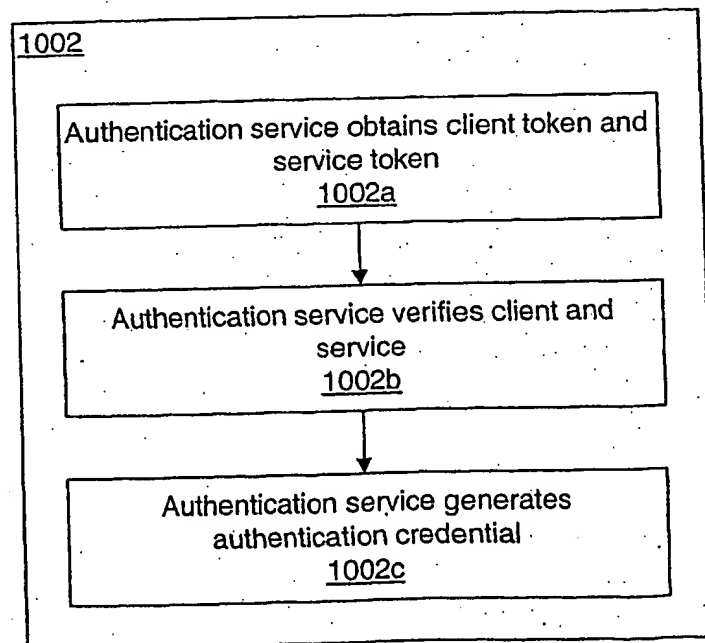 1002
Authentication service obtains client token and
service token
1002a
Authentication service verifies client and
service
1002b
Authentication service generates
authentication credential
1002c